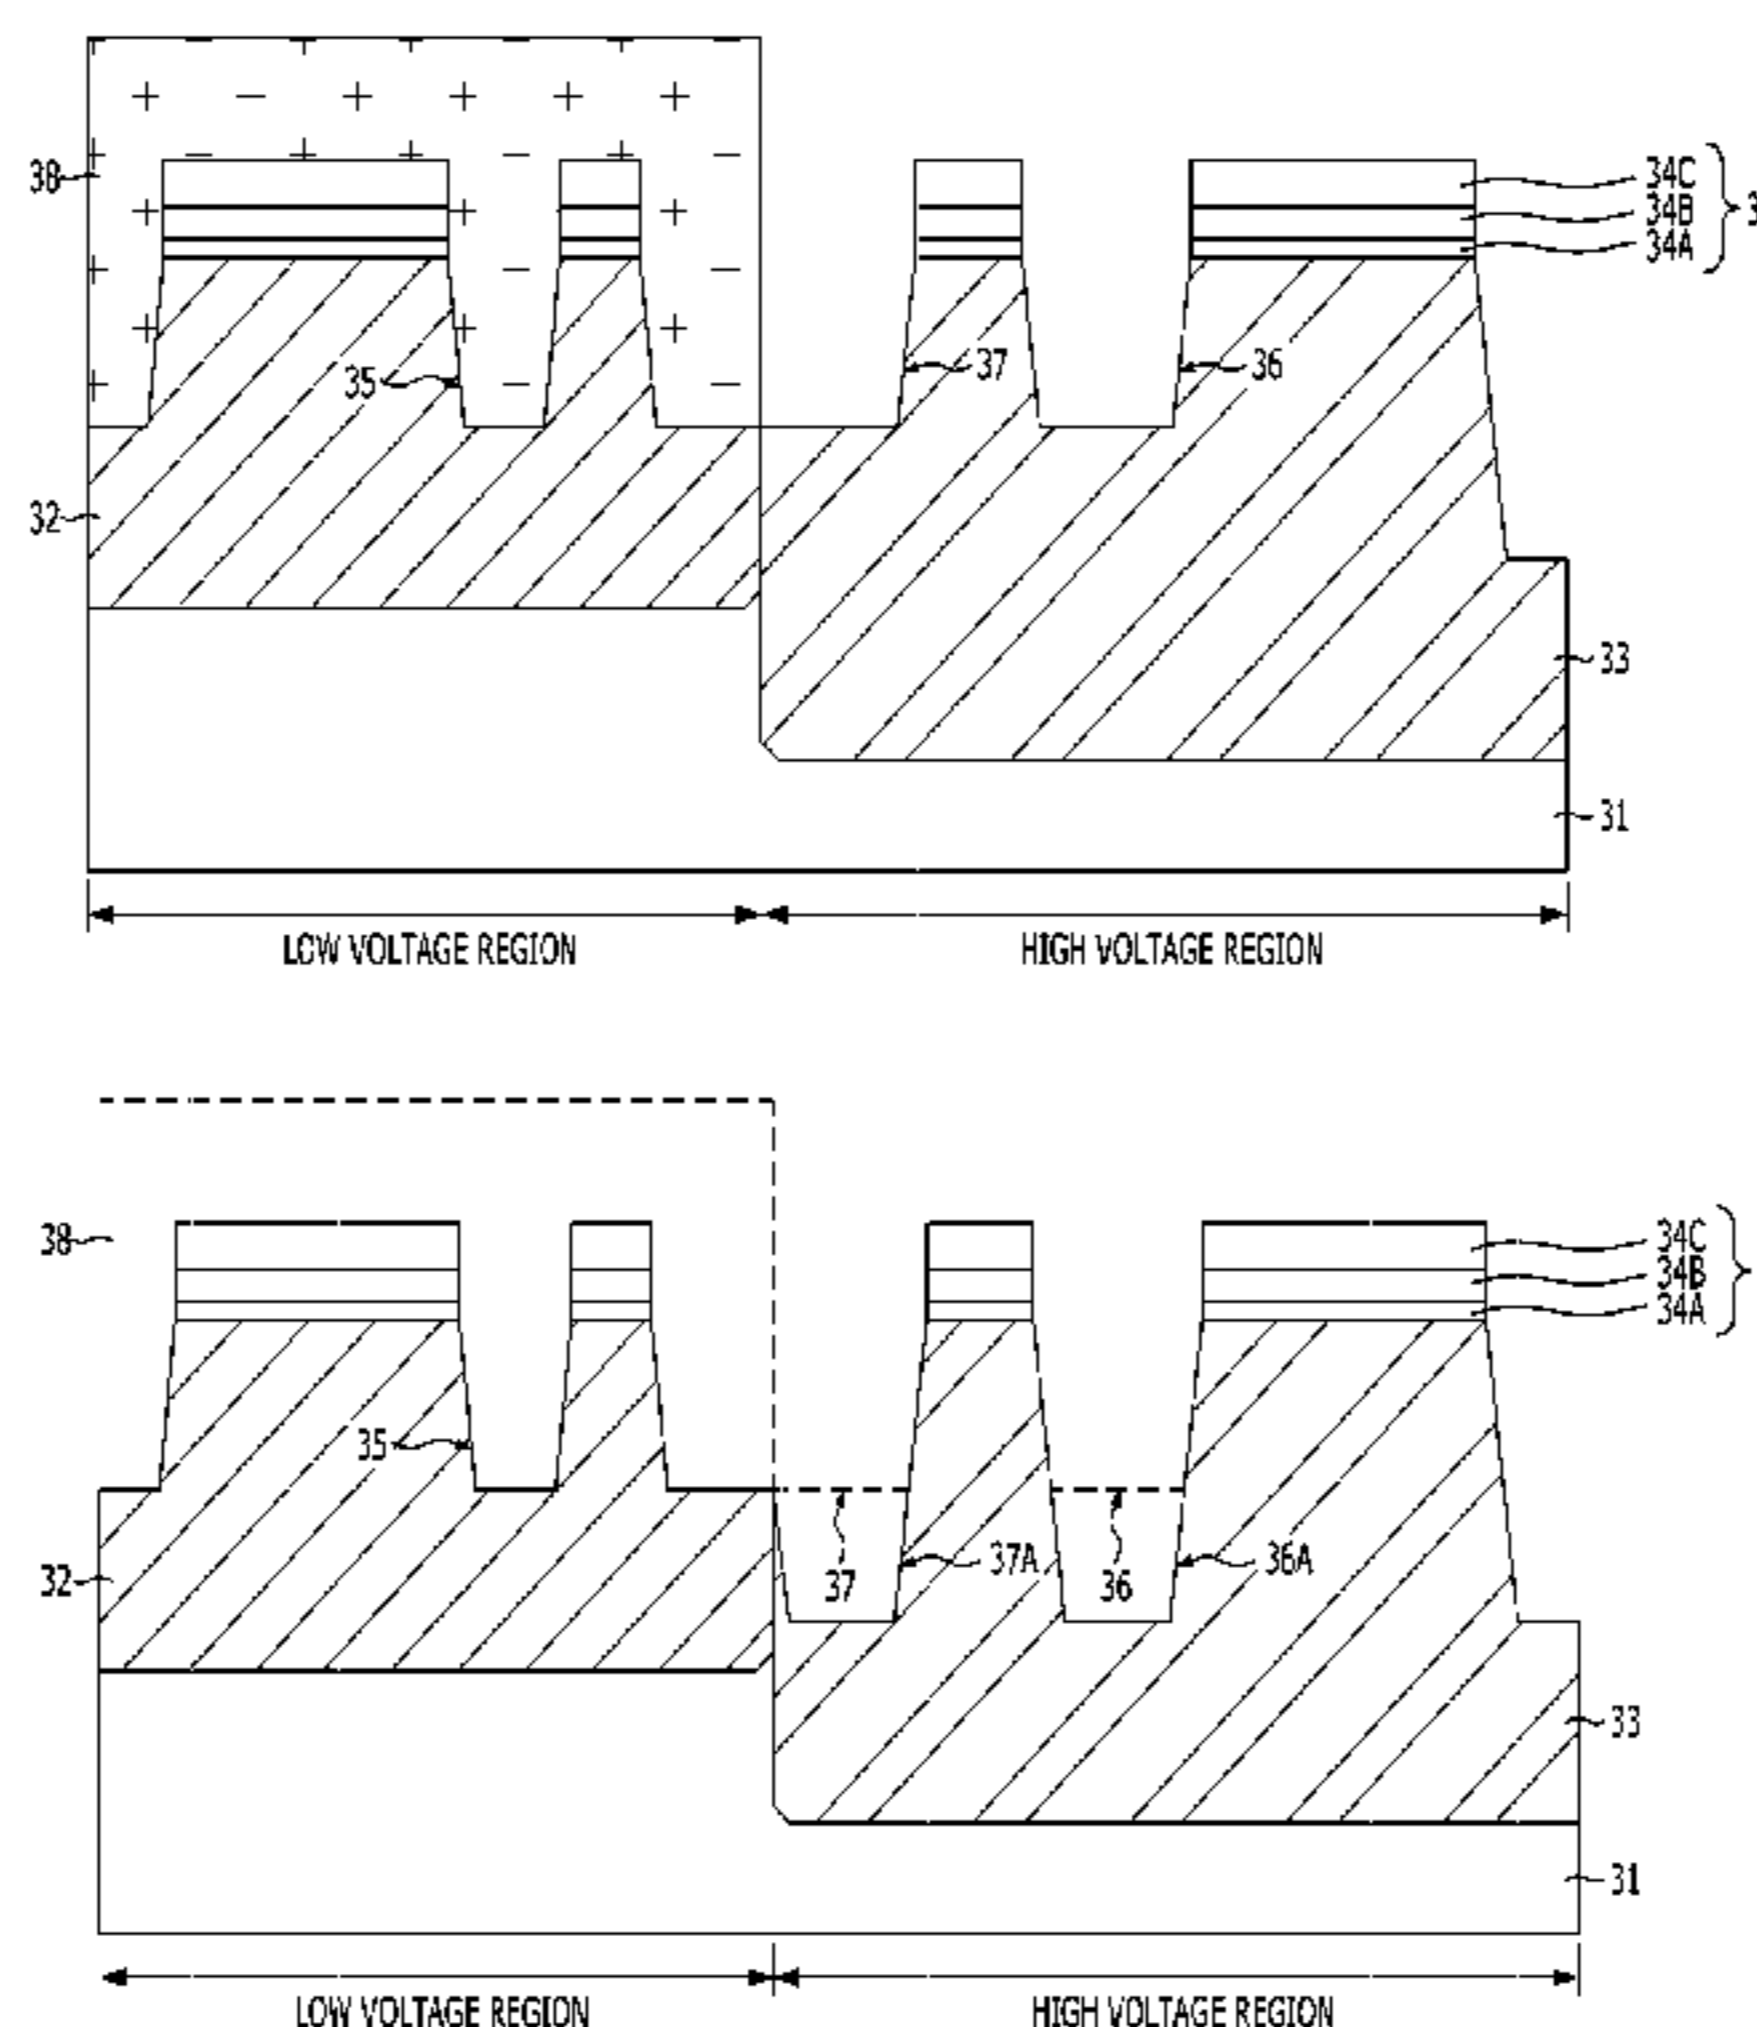 38
34C
34B
34A
3
37
36
35
32
33
31
LOW VOLTAGE REGION
HIGH VOLTAGE REGION
38
34C
34B
34A
35
37A
36A
32
37
36
33
31
LOW VOLTAGE REGION
HIGH VOLTAGE REGION